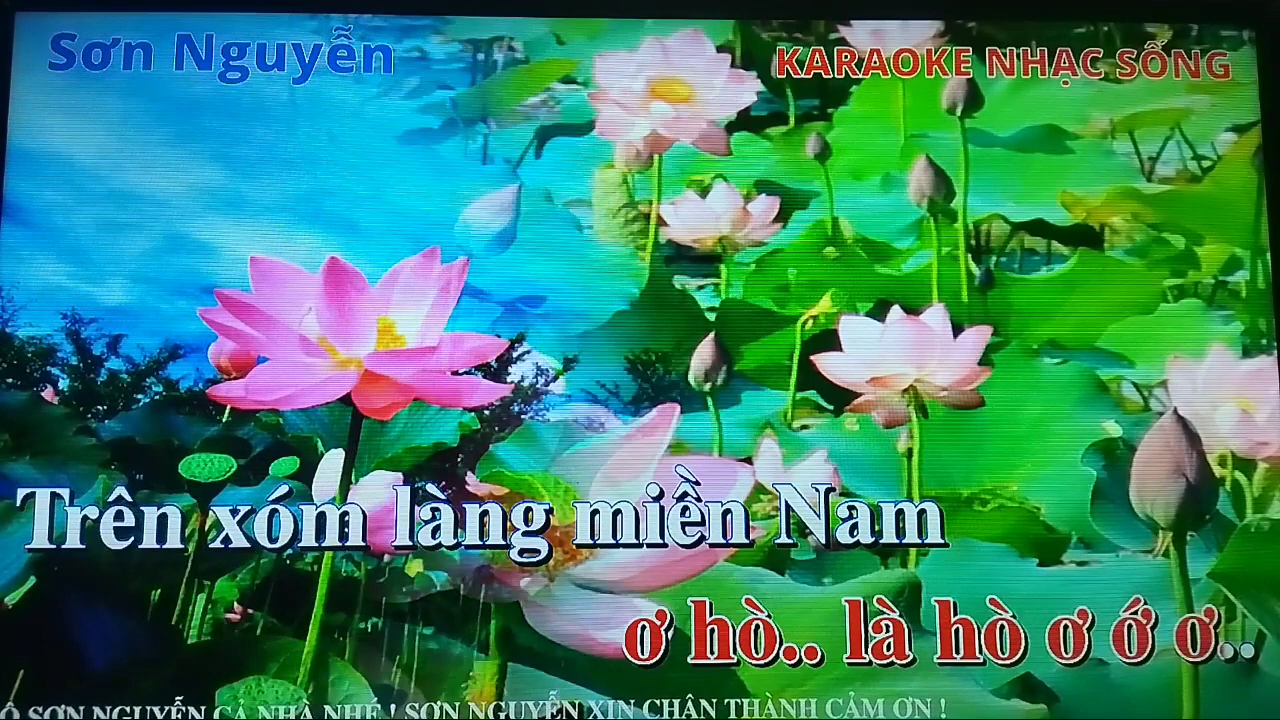 Sơn Nguyễn
KARAOKE NHẠC SỐNG
Trên xóm làng miền Nam
ơ hò.. là hò ơ ớ ơ..
SƠN NGUYỄN CẢ NHÀ NHÉ ! SƠN NGUYỄN XIN CHÂN THÀNH CẢM ƠN !